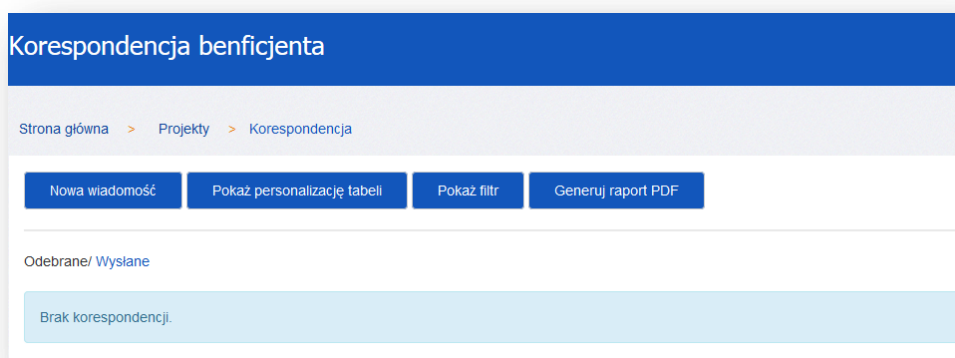 Korespondencja benficjenta
Strona główna > Projekty > Korespondencja
Nowa wiadomość Pokaż personalizację tabeli Pokaż filtr Generuj raport PDF
Odebrane/ Wysłane
Brak korespondencji.